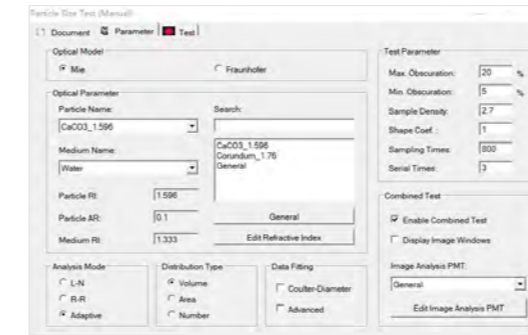 Particle Size Test (Manual)
Document Parameter Test
Optical Model
Mie Fraunhofer
Optical Parameter
Particle Name:
CaCO3_1.596
Medium Name:
Water
Particle RI: 1.596
Particle AR: 0.1
Medium RI: 1.333
Search:
CaCO3_1.596
Corundum_1.76
General
General
Edit Refractive Index
Analysis Mode
L-N
R-R
Adaptive
Distribution Type
Volume
Area
Number
Data Fitting
Coulter-Diameter
Advanced
Test Parameter
Max. Obscuration: 20 %
Min. Obscuration: 5 %
Sample Density: 2.7
Shape Coef. : 1
Sampling Times: 800
Serial Times: 3
Combined Test
Enable Combined Test
Display Image Windows
Image Analysis PMT:
General
Edit Image Analysis PMT